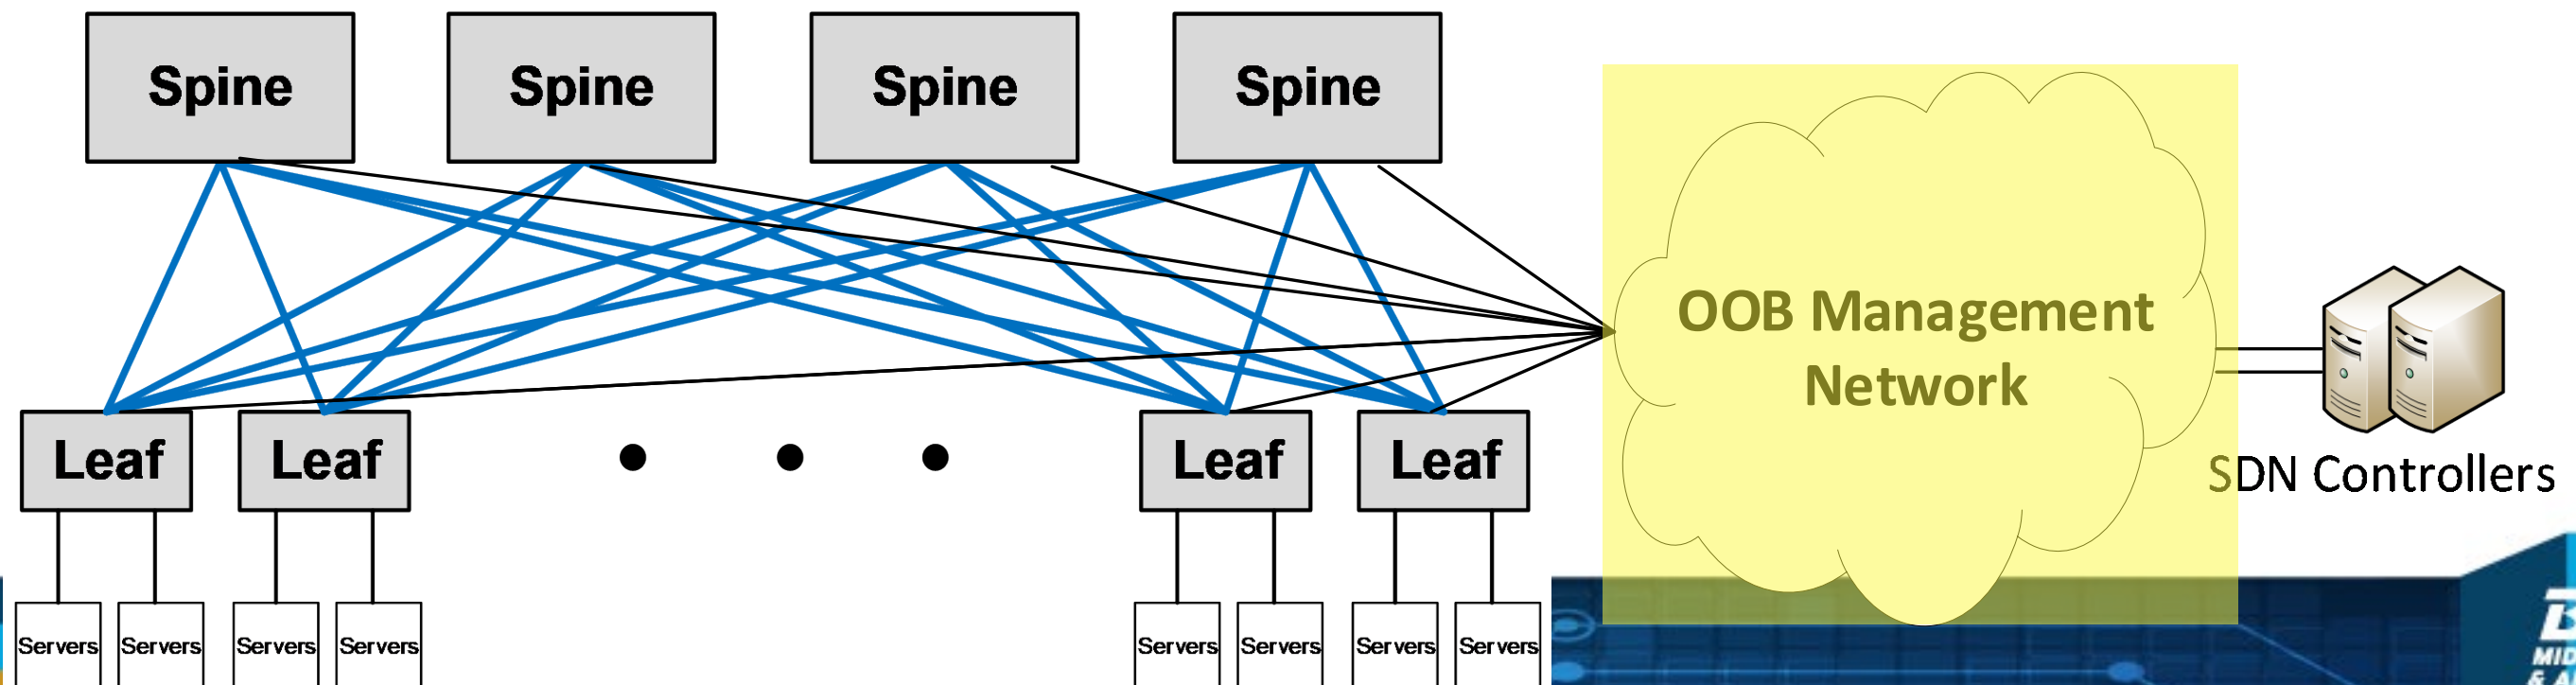 Spine Spine Spine Spine
OOB Management
Network
Leaf Leaf Leaf Leaf
SDN Controllers
Servers Servers Servers Servers Servers Servers Servers Servers